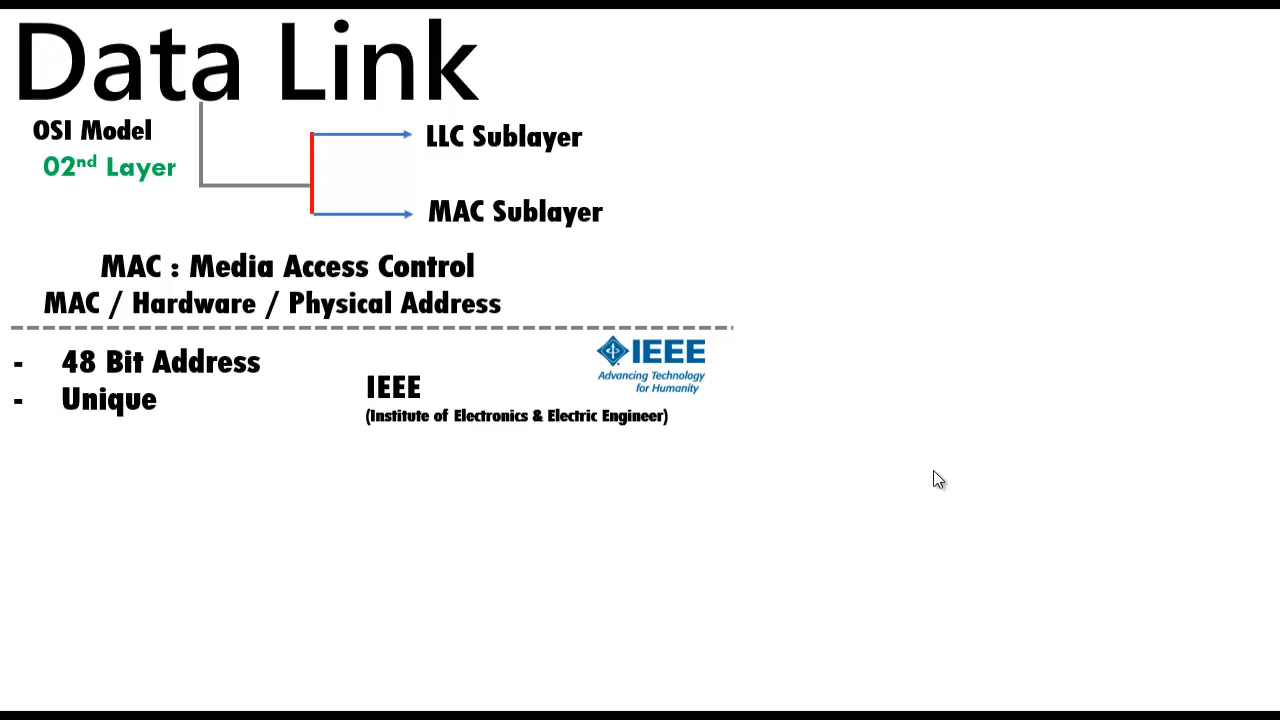 Data Link
OSI Model
02nd Layer
LLC Sublayer
MAC Sublayer
MAC : Media Access Control
MAC / Hardware / Physical Address
- 48 Bit Address
- Unique
IEEE
(Institute of Electronics & Electric Engineer)
IEEE
Advancing Technology
for Humanity